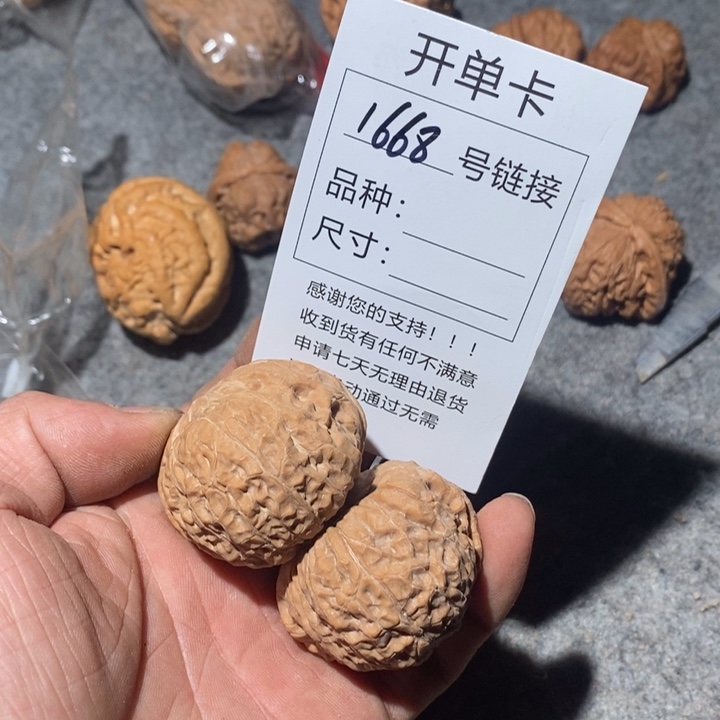 开单卡
1668 号链接
品种：
尺寸：
感谢您的支持！！！
收到货有任何不满意
申请七天无理由退货
动通过无需